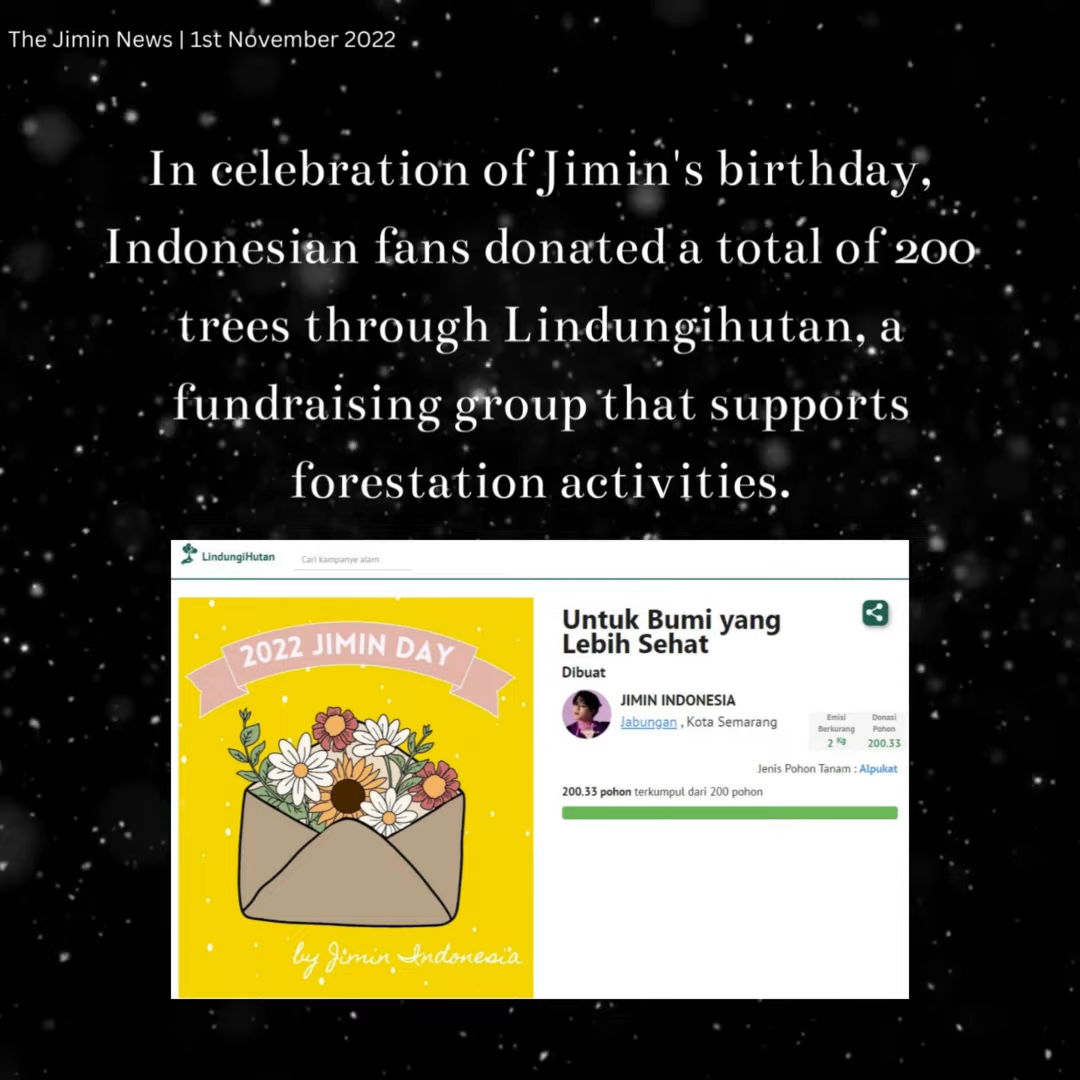 The Jimin News | 1st November 2022
In celebration of Jimin's birthday,
Indonesian fans donated a total of 200
trees through Lindungihutan, a
fundraising group that supports
forestation activities.
LindungiHutan
Cari kampanye alam
2022 JIMIN DAY
by Jimin Indonesia
Untuk Bumi yang
Lebih Sehat
Dibuat
JIMIN INDONESIA
Jabungan , Kota Semarang
Emisi Berkurang
2 Kg
Donasi Pohon
200.33
Jenis Pohon Tanam : Alpukat
200.33 pohon terkumpul dari 200 pohon